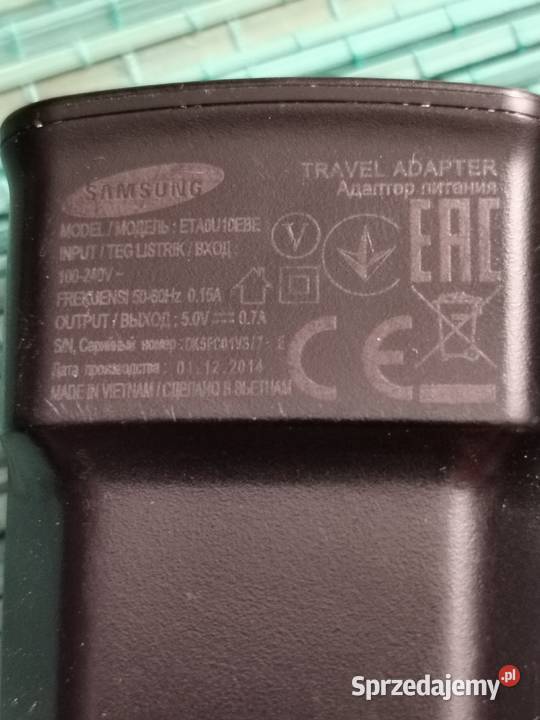 SAMSUNG
TRAVEL ADAPTER
Адаптор питания
MODEL / МОДЕЛЬ : ETA0U10EBE
INPUT / TEG LISTRIK / ВХОД :
100-240V ~
FREKUENSI 50-60Hz 0.15A
OUTPUT / ВЫХОД : 5.0V 0.7A
S/N, Серийный номер :
Дата производства : 01.12.2014
MADE IN VIETNAM / СДЕЛАНО В ВЬЕТНАМ
V
EAC
CE
Sprzedajemy.pl